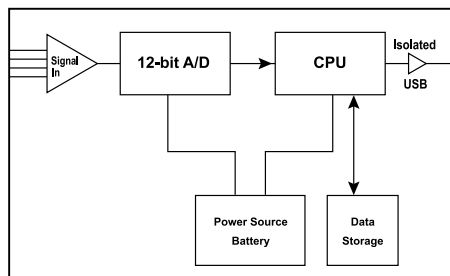 Signal
In
12-bit A/D
CPU
Isolated
USB
Power Source
Battery
Data
Storage